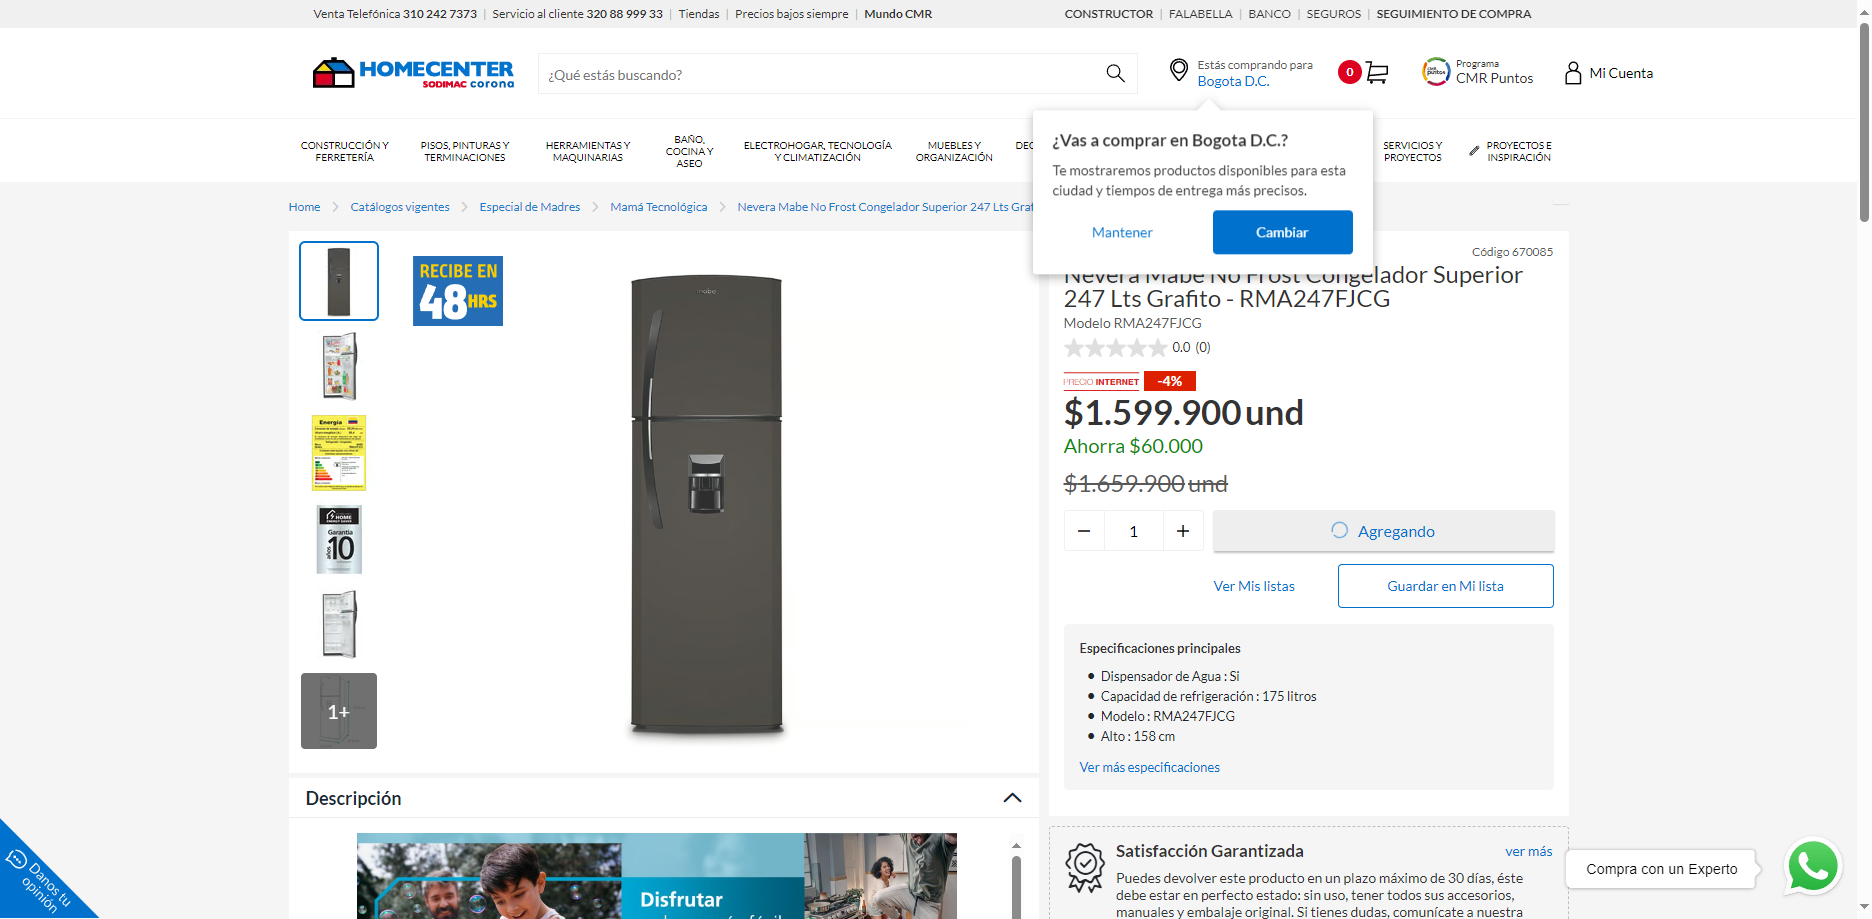 Venta Telefónica 310 242 7373 | Servicio al cliente 320 88 999 33 | Tiendas | Precios bajos siempre | Mundo CMR
CONSTRUCTOR | FALABELLA | BANCO | SEGUROS | SEGUIMIENTO DE COMPRA
HOMECENTER
SODIMAC corona
¿Qué estás buscando?
Estás comprando para
Bogota D.C.
0
Programa
CMR Puntos
Mi Cuenta
CONSTRUCCIÓN Y
FERRETERÍA
PISOS, PINTURAS Y
TERMINACIONES
HERRAMIENTAS Y
MAQUINARIAS
BAÑO,
COCINA Y
ASEO
ELECTROHOGAR, TECNOLOGÍA
Y CLIMATIZACIÓN
MUEBLES Y
ORGANIZACIÓN
SERVICIOS Y
PROYECTOS
PROYECTOS E
INSPIRACIÓN
¿Vas a comprar en Bogota D.C.?
Te mostraremos productos disponibles para esta
ciudad y tiempos de entrega más precisos.
Mantener
Cambiar
Home > Catálogos vigentes > Especial de Madres > Mamá Tecnológica > Nevera Mabe No Frost Congelador Superior 247 Lts Graf
RECIBE EN
48HRS
mabe
Energía
HOME
ENERGY SAVER
Garantía
años 10
1+
Código 670085
Nevera Mabe No Frost Congelador Superior
247 Lts Grafito - RMA247FJCG
Modelo RMA247FJCG
0.0 (0)
PRECIO INTERNET
-4%
$1.599.900 und
Ahorra $60.000
$1.659.900 und
− 1 +
Agregando
Ver Mis listas
Guardar en Mi lista
Especificaciones principales
• Dispensador de Agua : Si
• Capacidad de refrigeración : 175 litros
• Modelo : RMA247FJCG
• Alto : 158 cm
Ver más especificaciones
Descripción
Disfrutar
Satisfacción Garantizada
ver más
Puedes devolver este producto en un plazo máximo de 30 días, éste
debe estar en perfecto estado: sin uso, tener todos sus accesorios,
manuales y embalaje original. Si tienes dudas, comunícate a nuestra
Compra con un Experto
Danos tu
opinión